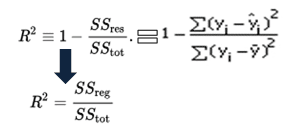 R² ≡ 1 − SS_res / SS_tot . = 1 − Σ(yᵢ − ŷᵢ)² / Σ(yᵢ − ȳ)²
R² = SS_reg / SS_tot